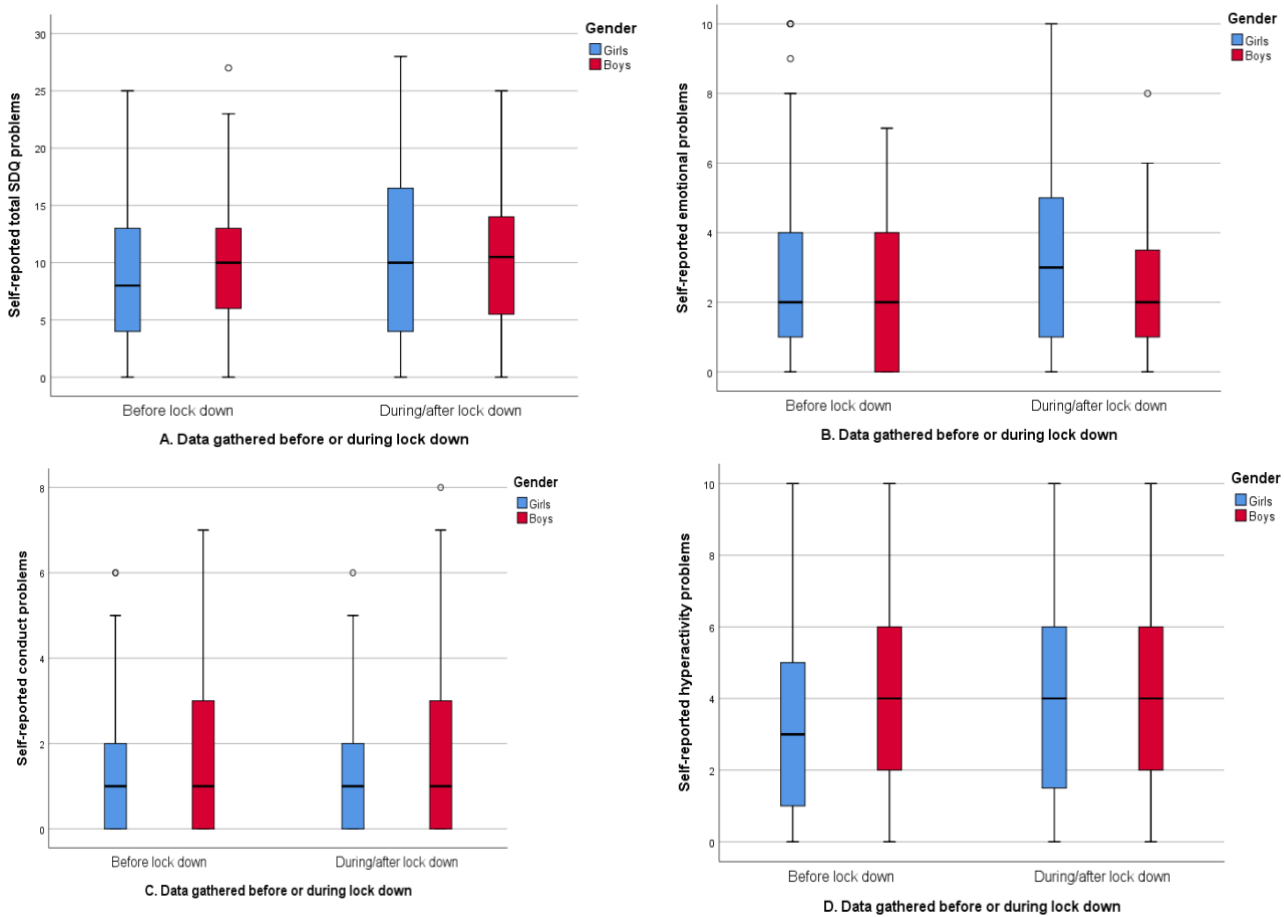 Self-reported total SDQ problems
30
25
20
15
10
5
0
Gender
Girls
Boys
Before lock down
During/after lock down
A. Data gathered before or during lock down
Self-reported emotional problems
10
8
6
4
2
0
Gender
Girls
Boys
Before lock down
During/after lock down
B. Data gathered before or during lock down
Self-reported conduct problems
8
6
4
2
0
Gender
Girls
Boys
Before lock down
During/after lock down
C. Data gathered before or during lock down
Self-reported hyperactivity problems
10
8
6
4
2
0
Gender
Girls
Boys
Before lock down
During/after lock down
D. Data gathered before or during lock down